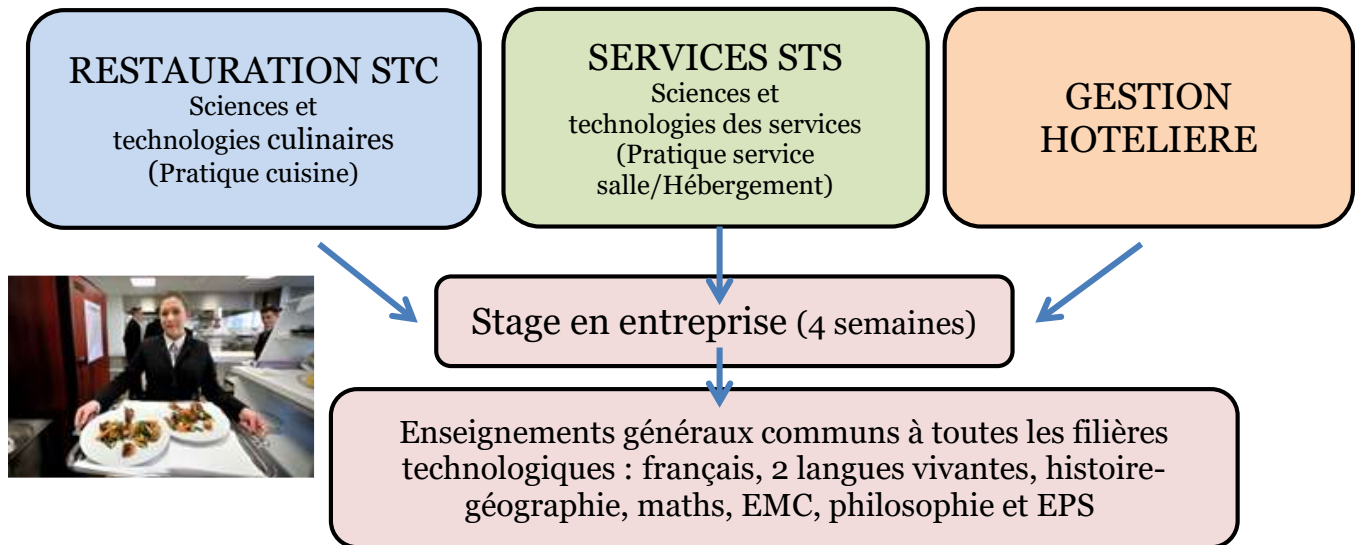 RESTAURATION STC
Sciences et
technologies culinaires
(Pratique cuisine)
SERVICES STS
Sciences et
technologies des services
(Pratique service
salle/Hébergement)
GESTION
HOTELIERE
Stage en entreprise (4 semaines)
Enseignements généraux communs à toutes les filières
technologiques : français, 2 langues vivantes, histoire-
géographie, maths, EMC, philosophie et EPS